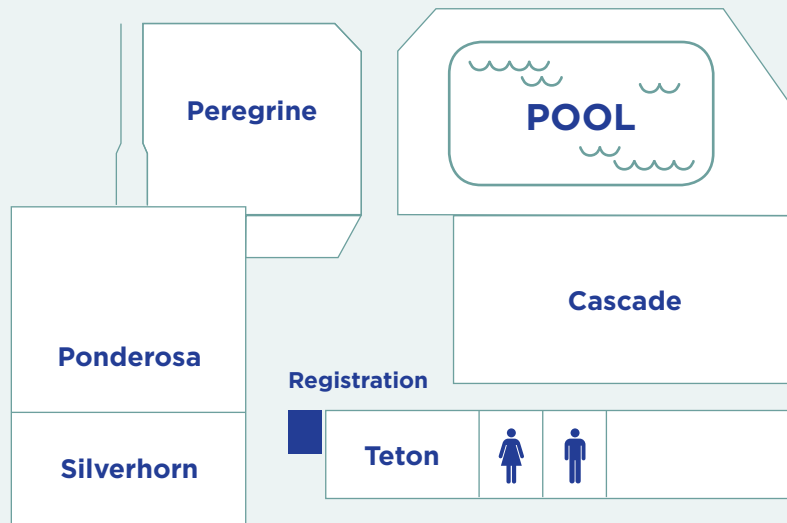 Peregrine
POOL
Cascade
Ponderosa
Registration
Teton
Silverhorn